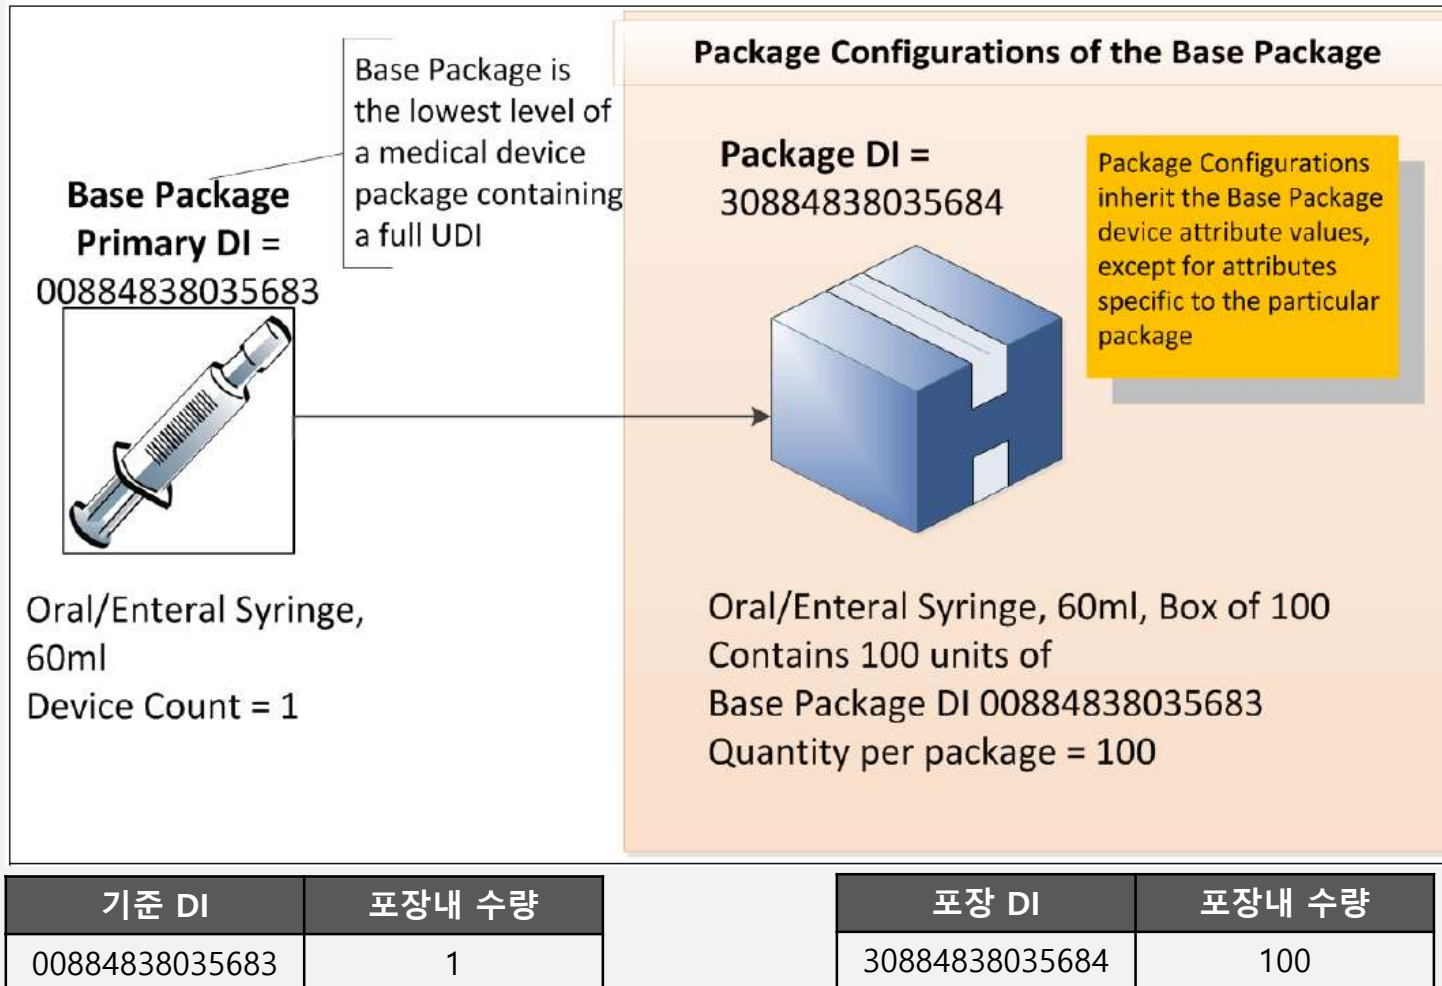 Package Configurations of the Base Package
Base Package is
the lowest level of
a medical device
package containing
a full UDI
Base Package
Primary DI =
00884838035683
Package DI =
30884838035684
Package Configurations
inherit the Base Package
device attribute values,
except for attributes
specific to the particular
package
Oral/Enteral Syringe,
60ml
Device Count = 1
Oral/Enteral Syringe, 60ml, Box of 100
Contains 100 units of
Base Package DI 00884838035683
Quantity per package = 100
기준 DI 포장내 수량
00884838035683 1
포장 DI 포장내 수량
30884838035684 100